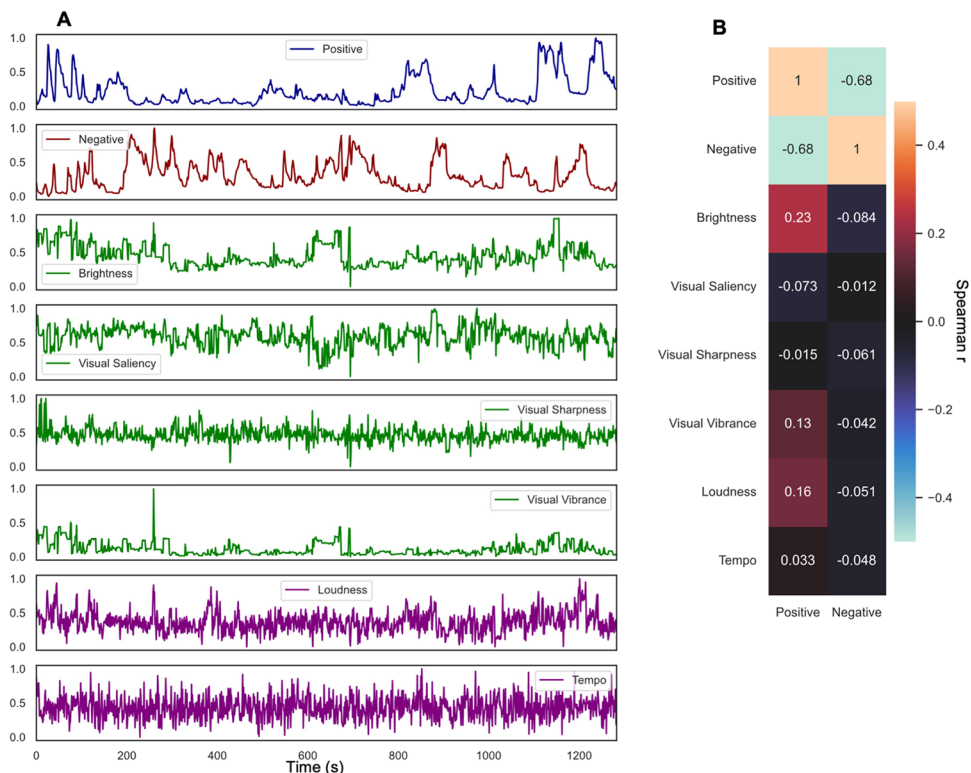 A
1.0
0.5
0.0
Positive
1.0
0.5
0.0
Negative
1.0
0.5
0.0
Brightness
1.0
0.5
0.0
Visual Saliency
1.0
0.5
0.0
Visual Sharpness
1.0
0.5
0.0
Visual Vibrance
1.0
0.5
0.0
Loudness
1.0
0.5
0.0
Tempo
0 200 400 600 800 1000 1200
Time (s)
B
Positive 1 -0.68
Negative -0.68 1
Brightness 0.23 -0.084
Visual Saliency -0.073 -0.012
Visual Sharpness -0.015 -0.061
Visual Vibrance 0.13 -0.042
Loudness 0.16 -0.051
Tempo 0.033 -0.048
Positive Negative
0.4
0.2
0.0
−0.2
−0.4
Spearman r